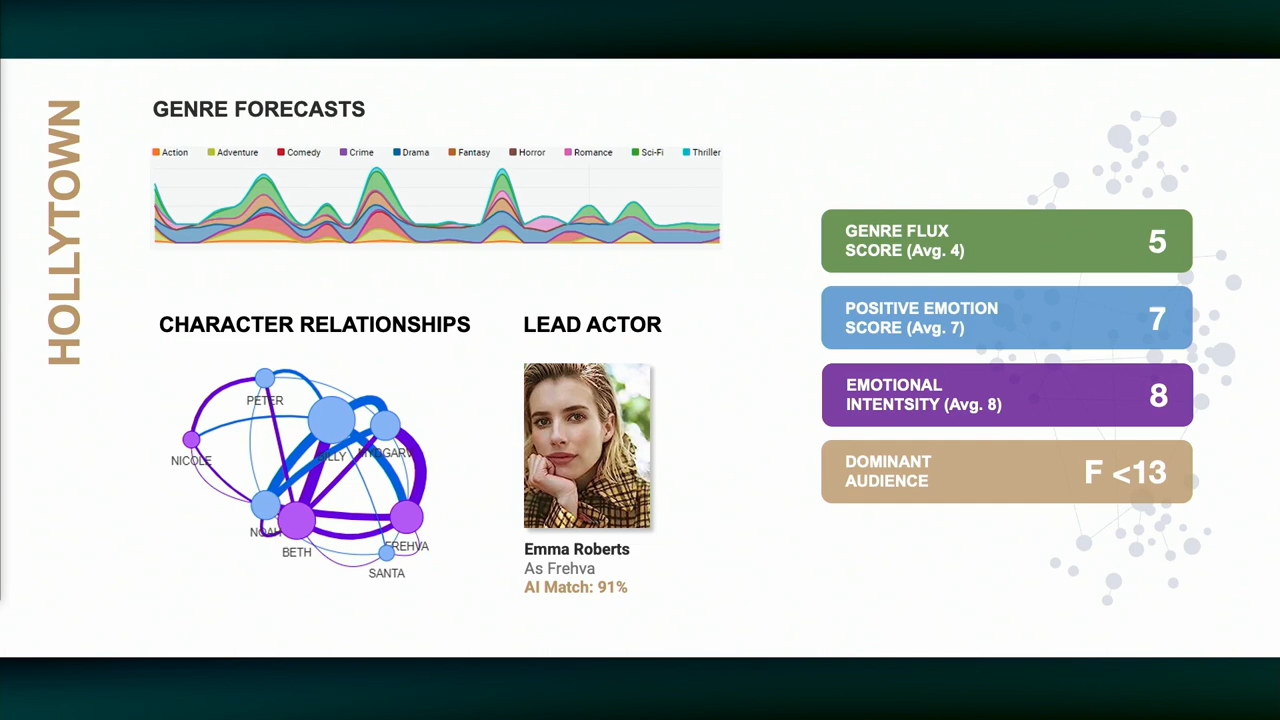 HOLLYTOWN
GENRE FORECASTS
Action Adventure Comedy Crime Drama Fantasy Horror Romance Sci-Fi Thriller
CHARACTER RELATIONSHIPS
PETER
NICOLE
NOAH
BETH
FREHVA
SANTA
LEAD ACTOR
Emma Roberts
As Frehva
AI Match: 91%
GENRE FLUX
SCORE (Avg. 4)
5
POSITIVE EMOTION
SCORE (Avg. 7)
7
EMOTIONAL
INTENTSITY (Avg. 8)
8
DOMINANT
AUDIENCE
F <13